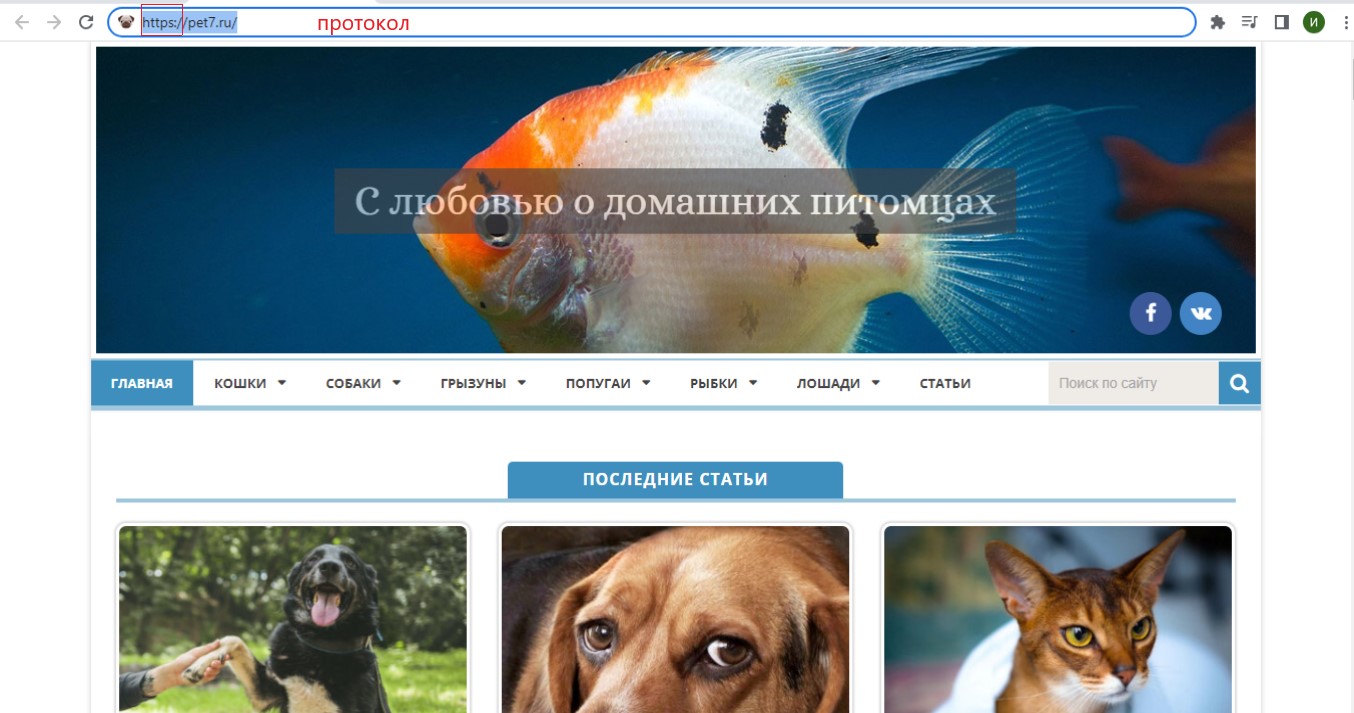 https://pet7.ru/ протокол И
С любовью о домашних питомцах
f vк
ГЛАВНАЯ КОШКИ СОБАКИ ГРЫЗУНЫ ПОПУГАИ РЫБКИ ЛОШАДИ СТАТЬИ Поиск по сайту
ПОСЛЕДНИЕ СТАТЬИ